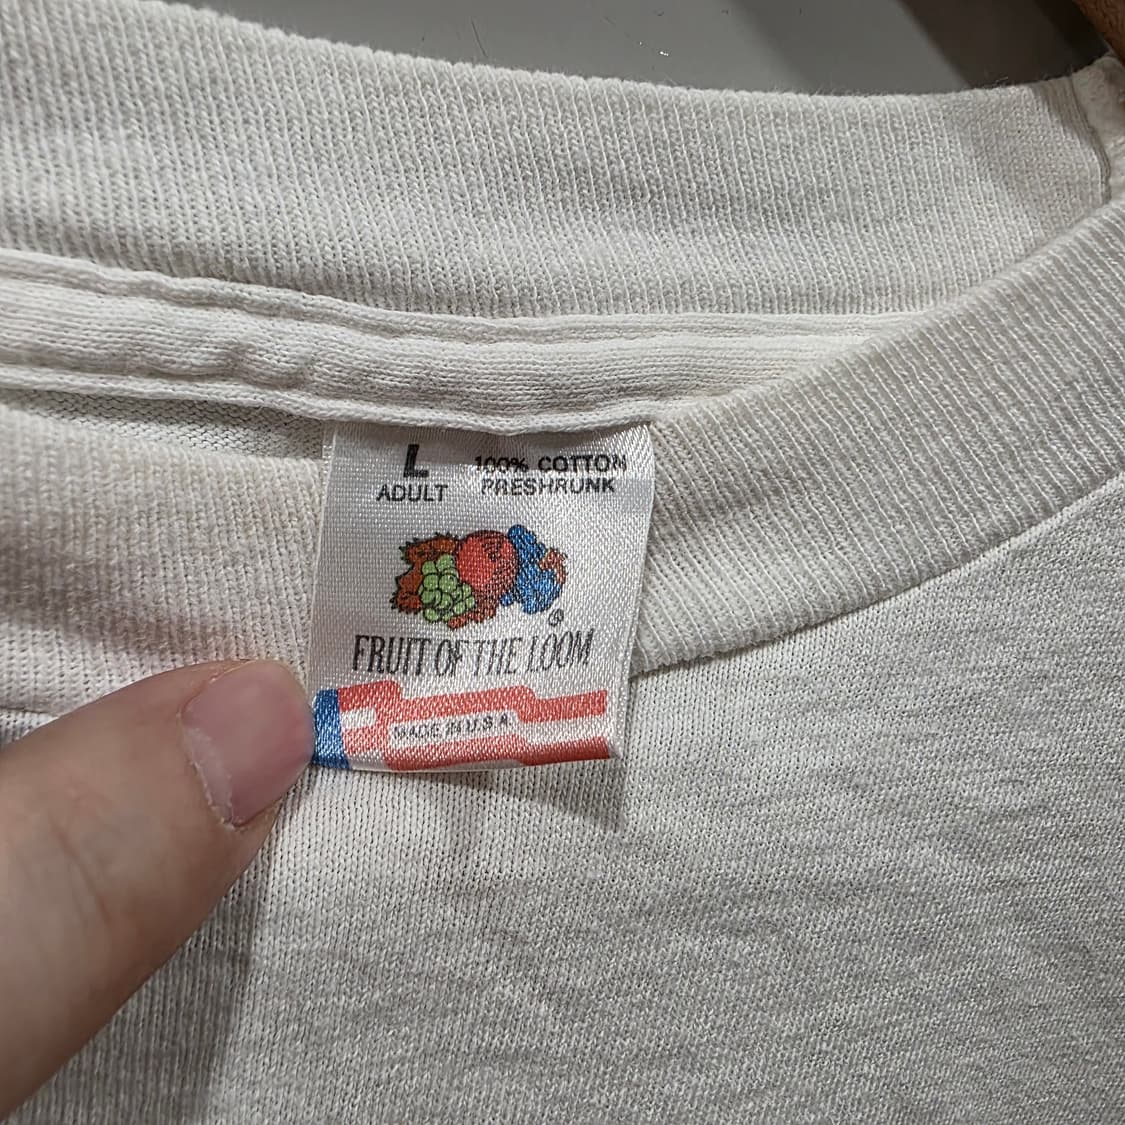 L
ADULT
100% COTTON
PRESHRUNK
®
FRUIT OF THE LOOM
MADE IN U.S.A.